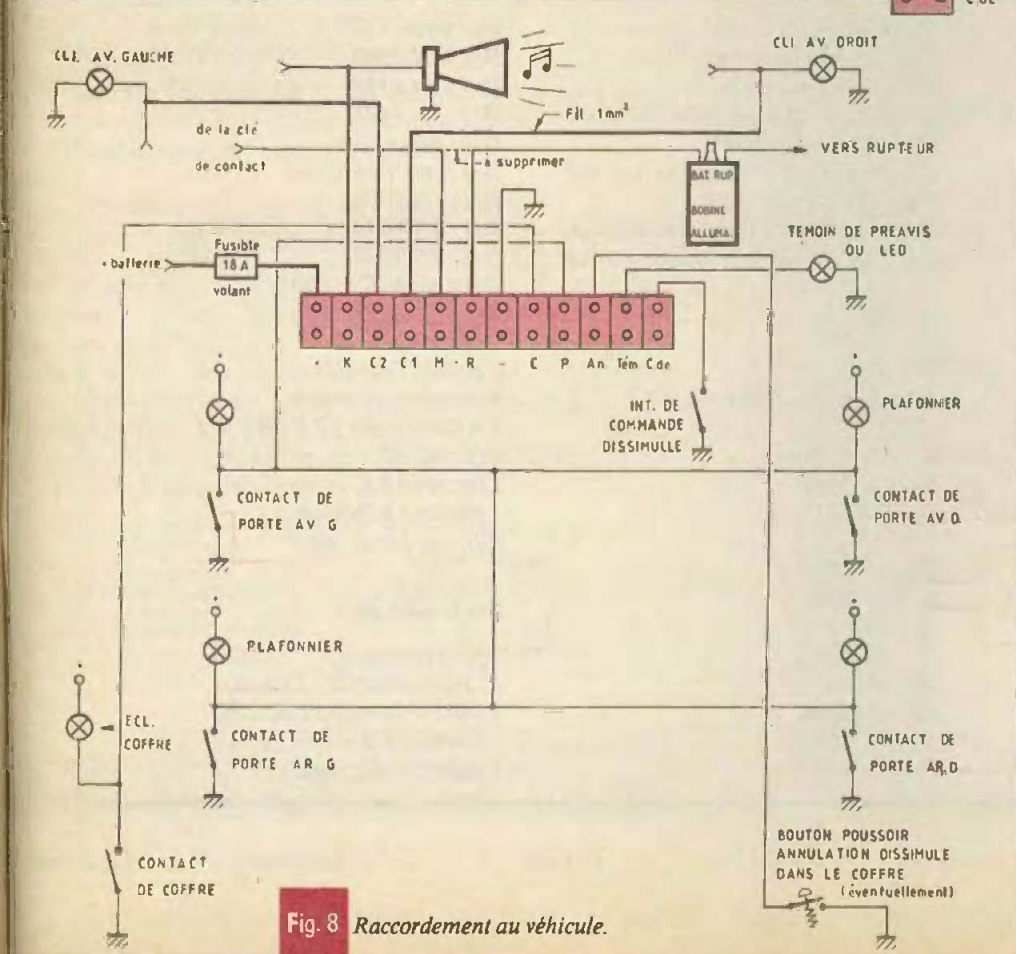 C.de
CLI. AV. GAUCHE
CLI AV. DROIT
Fil 1mm²
de la clé
de contact
à supprimer
VERS RUPTEUR
BAT. RUP
BOBINE
ALLUMA.
TEMOIN DE PREAVIS
OU LED
Fusible
+ batterie
18 A
volant
+ K C2 C1 M · R - C P An Tém Cde
INT. DE
COMMANDE
DISSIMULLE
PLAFONNIER
CONTACT DE
PORTE AV G
CONTACT DE
PORTE AV D.
PLAFONNIER
ECL.
COFFRE
CONTACT DE
PORTE AR G
CONTACT DE
PORTE AR. D
CONTACT
DE COFFRE
BOUTON POUSSOIR
ANNULATION DISSIMULE
DANS LE COFFRE
(éventuellement)
Fig. 8 Raccordement au véhicule.